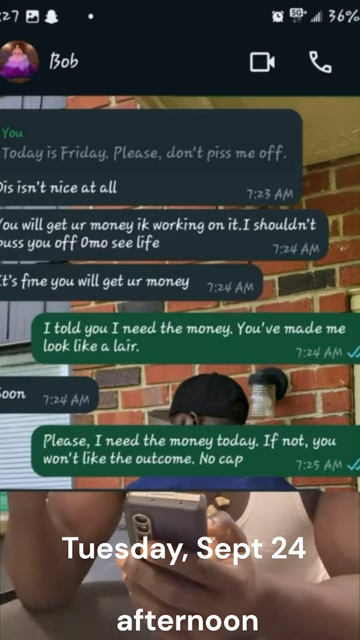 :27
5G+
36%
Bob
You
Today is Friday. Please, don't piss me off.
Dis isn't nice at all
7:23 AM
You will get ur money ik working on it,I shouldn't
puss you off Omo see life
7:24 AM
It's fine you will get ur money
7:24 AM
I told you I need the money. You've made me
look like a lair.
7:24 AM
Soon
7:24 AM
Please, I need the money today. If not, you
won't like the outcome. No cap
7:25 AM
Tuesday, Sept 24
afternoon